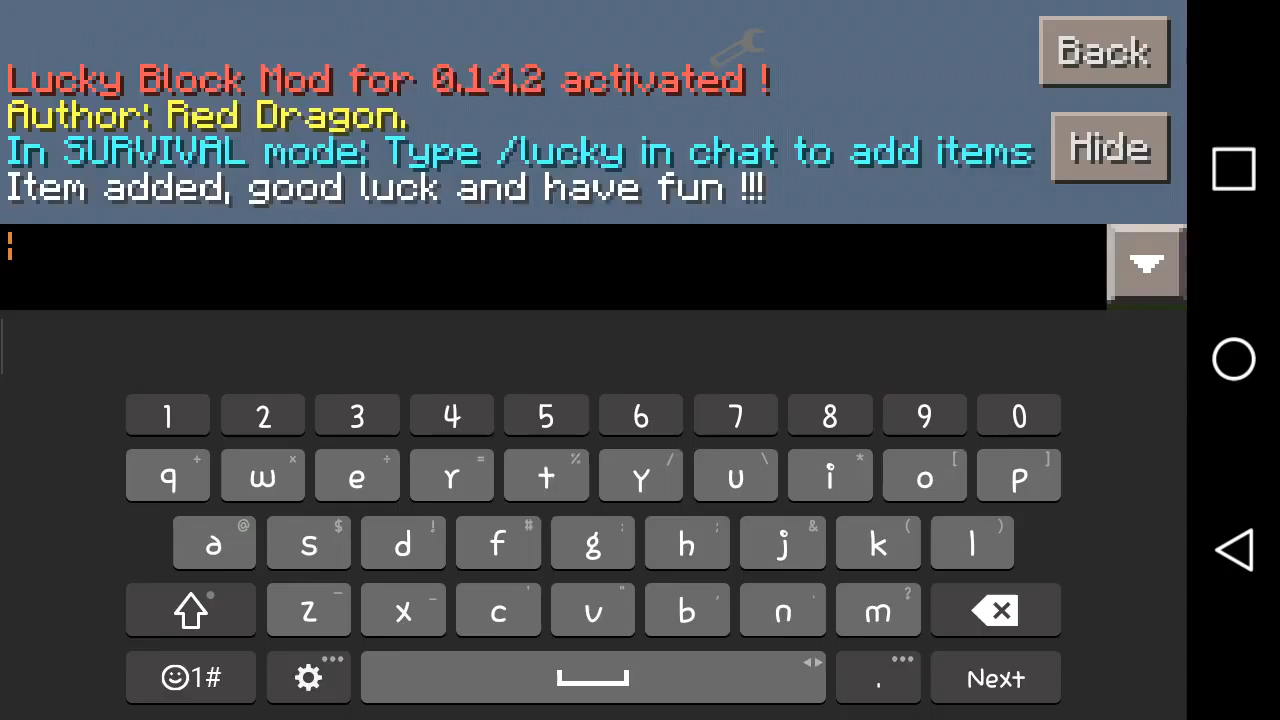 Lucky Block Mod for 0.14.2 activated !
Back
Author: Red Dragon.
In SURVIVAL mode: Type /lucky in chat to add items
Hide
Item added, good luck and have fun !!!
1 2 3 4 5 6 7 8 9 0
+ × ÷ = % / \ * [ ]
q w e r t y u i o p
@ $ ! # : ; & ( )
a s d f g h j k l
– _ ' " , . ?
z x c v b n m
1# . Next